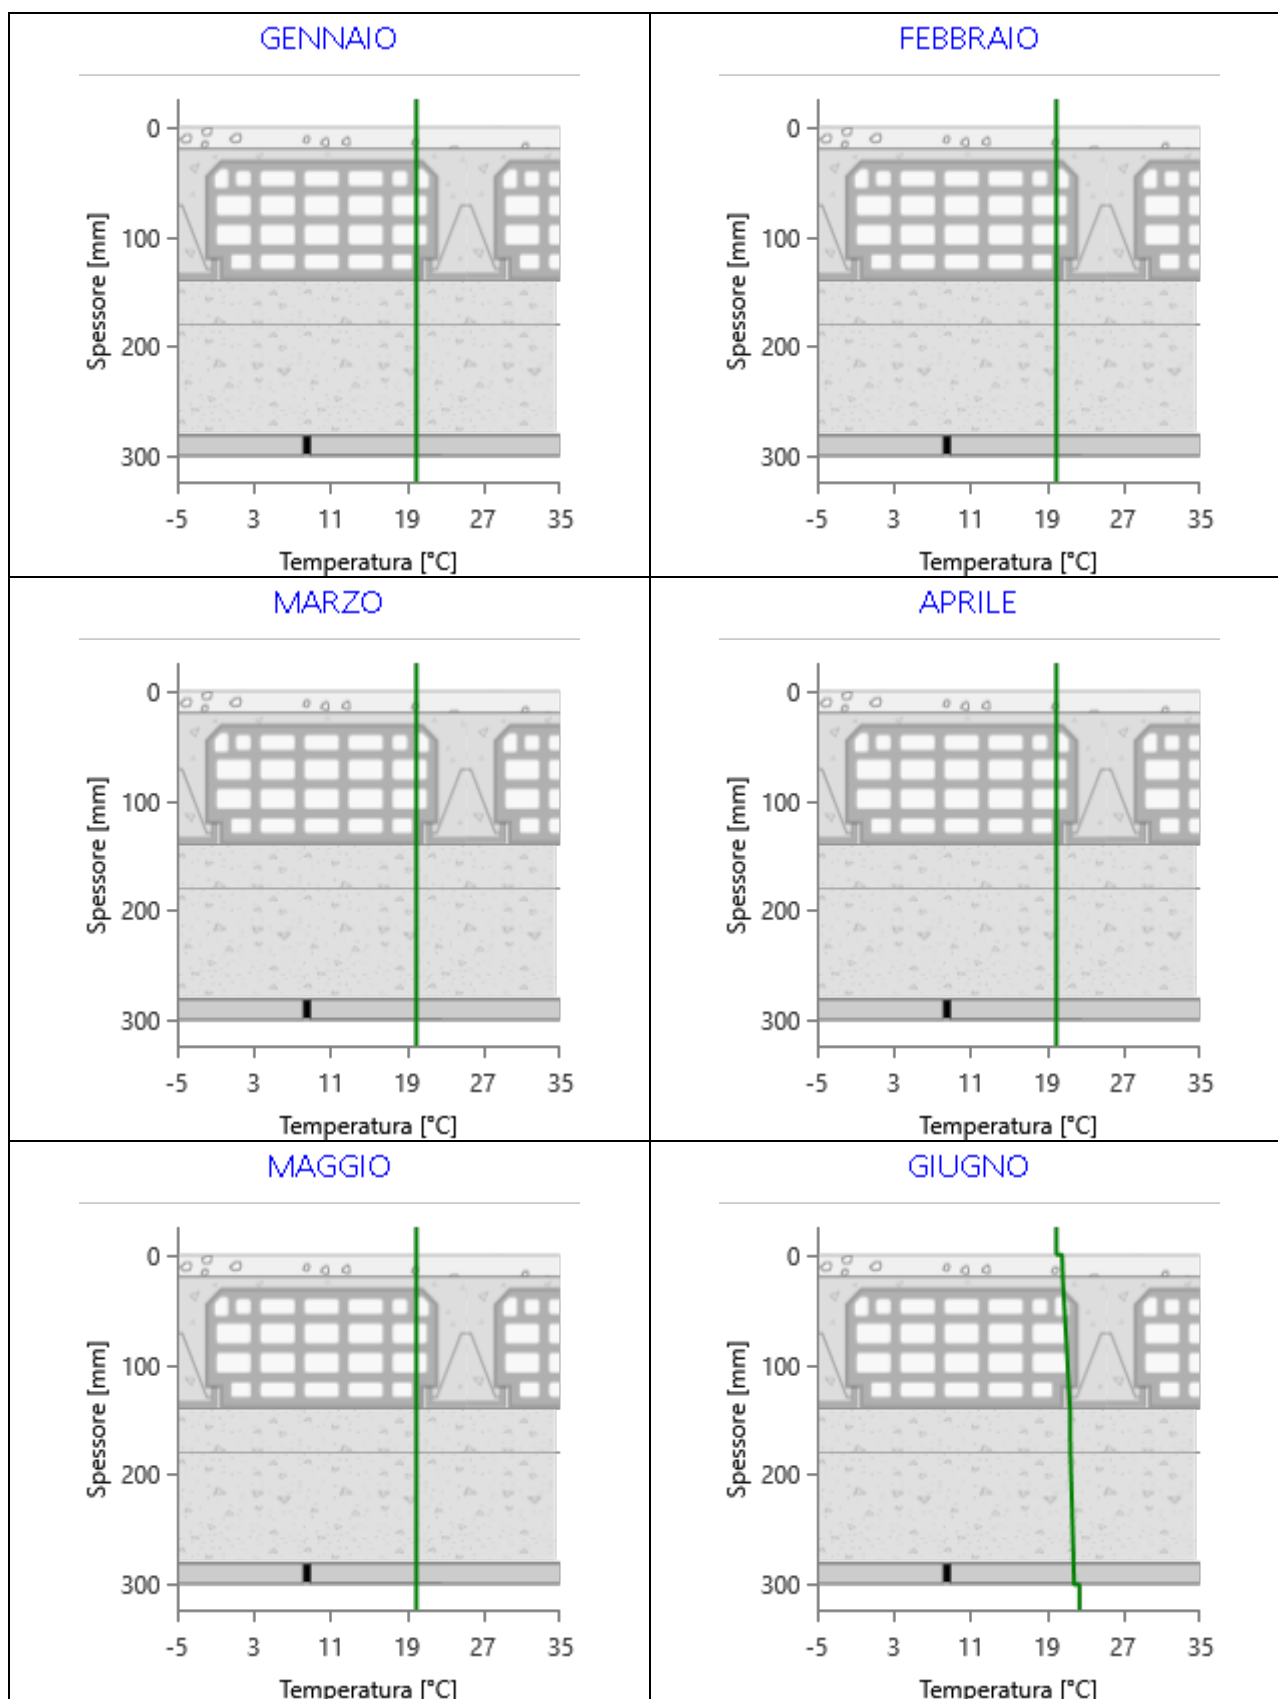 GENNAIO
0
100
200
300
Spessore [mm]
-5 3 11 19 27 35
Temperatura [°C]
FEBBRAIO
0
100
200
300
Spessore [mm]
-5 3 11 19 27 35
Temperatura [°C]
MARZO
0
100
200
300
Spessore [mm]
-5 3 11 19 27 35
Temperatura [°C]
APRILE
0
100
200
300
Spessore [mm]
-5 3 11 19 27 35
Temperatura [°C]
MAGGIO
0
100
200
300
Spessore [mm]
-5 3 11 19 27 35
Temperatura [°C]
GIUGNO
0
100
200
300
Spessore [mm]
-5 3 11 19 27 35
Temperatura [°C]